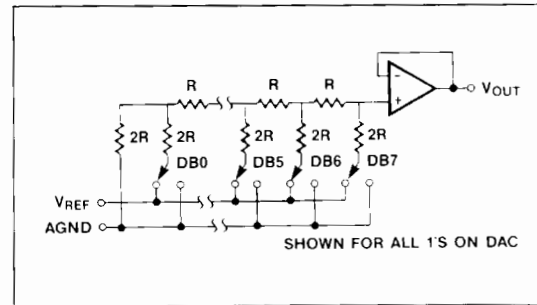 R R R
- +
VOUT
2R 2R 2R 2R 2R
DB0 DB5 DB6 DB7
VREF
AGND
SHOWN FOR ALL 1'S ON DAC